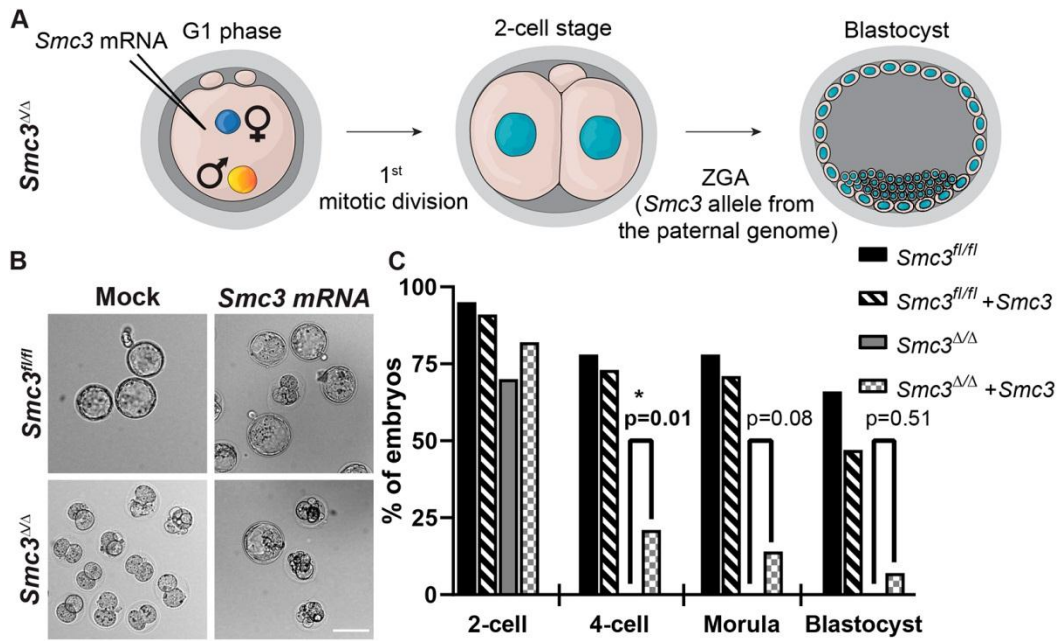 A
Smc3 mRNA
G1 phase
2-cell stage
Blastocyst
Smc3Δ/Δ
♀
♂
1st
mitotic division
ZGA
(Smc3 allele from
the paternal genome)
B
Mock
Smc3 mRNA
Smc3fl/fl
Smc3Δ/Δ
C
Smc3fl/fl
Smc3fl/fl +Smc3
Smc3Δ/Δ
Smc3Δ/Δ +Smc3
% of embryos
100
75
50
25
0
*
p=0.01
p=0.08
p=0.51
2-cell
4-cell
Morula
Blastocyst